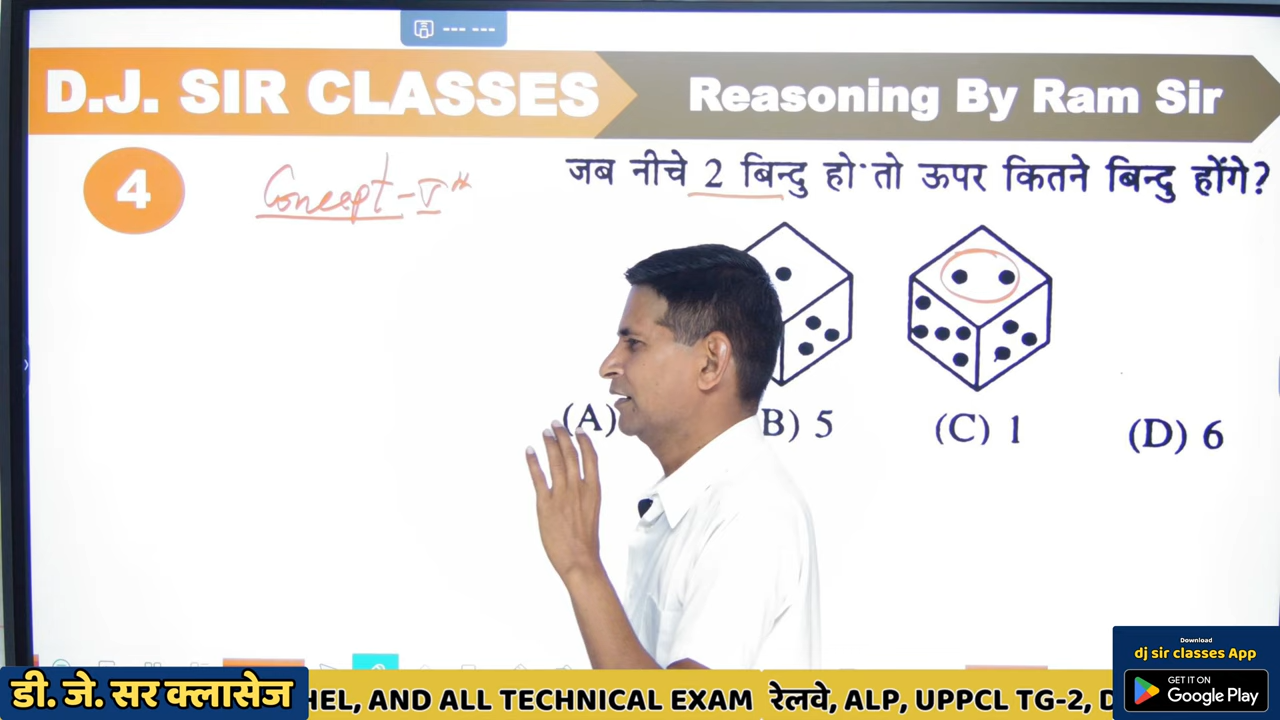 D.J. SIR CLASSES
Reasoning By Ram Sir
4
Concept-V
जब नीचे 2 बिन्दु हो तो ऊपर कितने बिन्दु होंगे?
(A)
B) 5
(C) 1
(D) 6
Download
dj sir classes App
GET IT ON
Google Play
डी. जे. सर क्लासेज
HEL, AND ALL TECHNICAL EXAM रेलवे, ALP, UPPCL TG-2, D